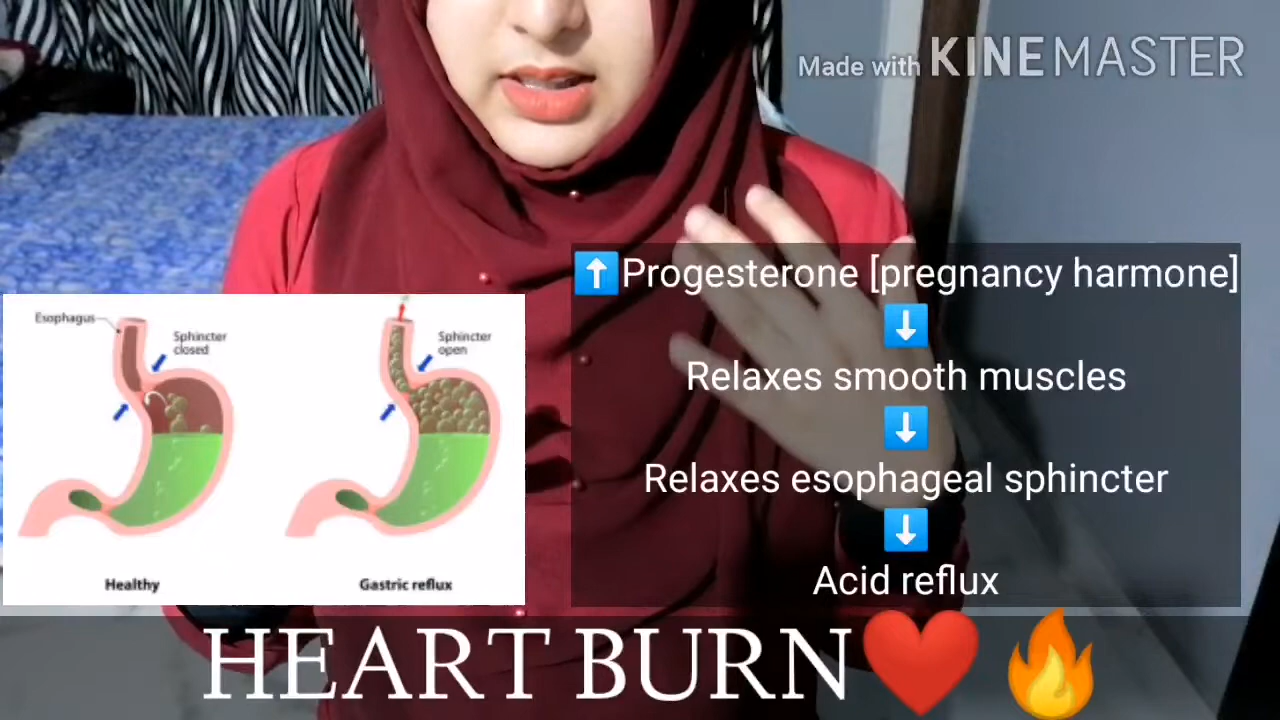 Made with KINEMASTER
⬆️Progesterone [pregnancy harmone]
⬇️
Relaxes smooth muscles
⬇️
Relaxes esophageal sphincter
⬇️
Acid reflux
Esophagus
Sphincter
closed
Sphincter
open
Healthy
Gastric reflux
HEART BURN❤️🔥